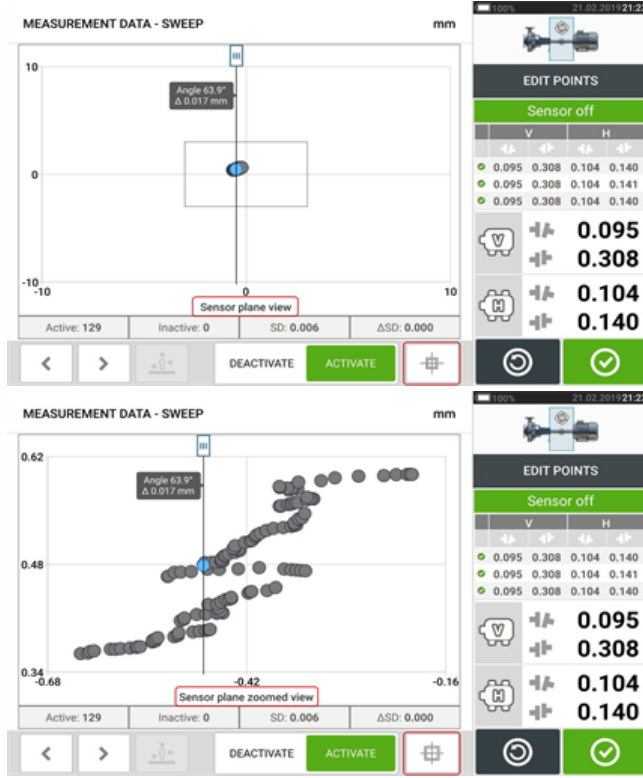 MEASUREMENT DATA - SWEEP mm
10
Angle 63.9°
Δ 0.017 mm
0
-10
-10 0 10
Sensor plane view
Active: 129 Inactive: 0 SD: 0.006 ΔSD: 0.000
DEACTIVATE ACTIVATE
100% 21.02.2019
EDIT POINTS
Sensor off
V H
0.095 0.308 0.104 0.140
0.095 0.308 0.104 0.141
0.095 0.308 0.104 0.140
V 0.095
0.308
H 0.104
0.140
MEASUREMENT DATA - SWEEP mm
0.62
Angle 63.9°
Δ 0.017 mm
0.48
0.34
-0.68 -0.42 -0.16
Sensor plane zoomed view
Active: 129 Inactive: 0 SD: 0.006 ΔSD: 0.000
DEACTIVATE ACTIVATE
100% 21.02.2019
EDIT POINTS
Sensor off
V H
0.095 0.308 0.104 0.140
0.095 0.308 0.104 0.141
0.095 0.308 0.104 0.140
V 0.095
0.308
H 0.104
0.140